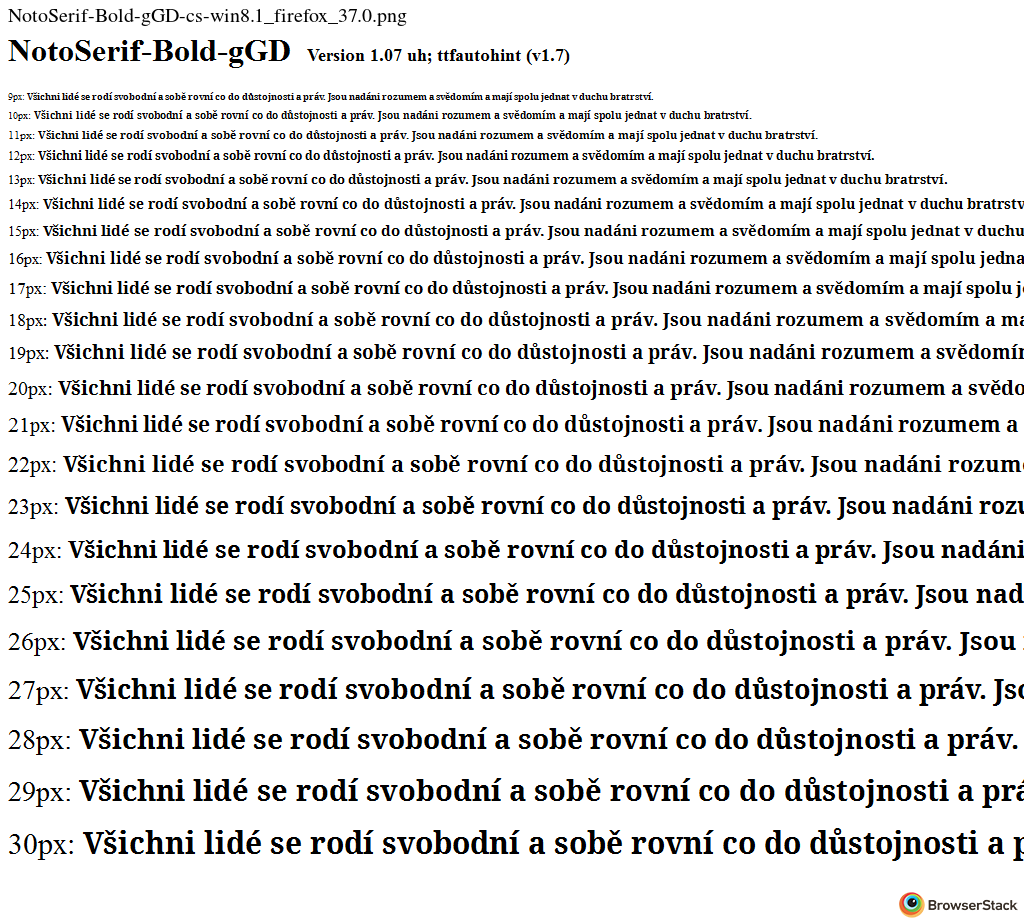 NotoSerif-Bold-gGD-cs-win8.1_firefox_37.0.png
NotoSerif-Bold-gGD Version 1.07 uh; ttfautohint (v1.7)
9px: Všichni lidé se rodí svobodní a sobě rovní co do důstojnosti a práv. Jsou nadáni rozumem a svědomím a mají spolu jednat v duchu bratrství.
10px: Všichni lidé se rodí svobodní a sobě rovní co do důstojnosti a práv. Jsou nadáni rozumem a svědomím a mají spolu jednat v duchu bratrství.
11px: Všichni lidé se rodí svobodní a sobě rovní co do důstojnosti a práv. Jsou nadáni rozumem a svědomím a mají spolu jednat v duchu bratrství.
12px: Všichni lidé se rodí svobodní a sobě rovní co do důstojnosti a práv. Jsou nadáni rozumem a svědomím a mají spolu jednat v duchu bratrství.
13px: Všichni lidé se rodí svobodní a sobě rovní co do důstojnosti a práv. Jsou nadáni rozumem a svědomím a mají spolu jednat v duchu bratrství.
14px: Všichni lidé se rodí svobodní a sobě rovní co do důstojnosti a práv. Jsou nadáni rozumem a svědomím a mají spolu jednat v duchu bratrstv
15px: Všichni lidé se rodí svobodní a sobě rovní co do důstojnosti a práv. Jsou nadáni rozumem a svědomím a mají spolu jednat v duchu
16px: Všichni lidé se rodí svobodní a sobě rovní co do důstojnosti a práv. Jsou nadáni rozumem a svědomím a mají spolu jedna
17px: Všichni lidé se rodí svobodní a sobě rovní co do důstojnosti a práv. Jsou nadáni rozumem a svědomím a mají spolu j
18px: Všichni lidé se rodí svobodní a sobě rovní co do důstojnosti a práv. Jsou nadáni rozumem a svědomím a ma
19px: Všichni lidé se rodí svobodní a sobě rovní co do důstojnosti a práv. Jsou nadáni rozumem a svědomím
20px: Všichni lidé se rodí svobodní a sobě rovní co do důstojnosti a práv. Jsou nadáni rozumem a svědo
21px: Všichni lidé se rodí svobodní a sobě rovní co do důstojnosti a práv. Jsou nadáni rozumem a
22px: Všichni lidé se rodí svobodní a sobě rovní co do důstojnosti a práv. Jsou nadáni rozum
23px: Všichni lidé se rodí svobodní a sobě rovní co do důstojnosti a práv. Jsou nadáni rozu
24px: Všichni lidé se rodí svobodní a sobě rovní co do důstojnosti a práv. Jsou nadáni
25px: Všichni lidé se rodí svobodní a sobě rovní co do důstojnosti a práv. Jsou nad
26px: Všichni lidé se rodí svobodní a sobě rovní co do důstojnosti a práv. Jsou
27px: Všichni lidé se rodí svobodní a sobě rovní co do důstojnosti a práv. Jso
28px: Všichni lidé se rodí svobodní a sobě rovní co do důstojnosti a práv.
29px: Všichni lidé se rodí svobodní a sobě rovní co do důstojnosti a prá
30px: Všichni lidé se rodí svobodní a sobě rovní co do důstojnosti a p
BrowserStack